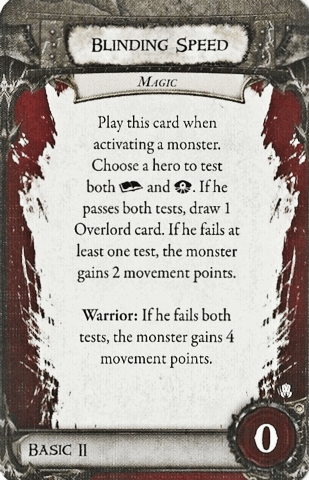 Blinding Speed
Magic
Play this card when
activating a monster.
Choose a hero to test
both and . If he
passes both tests, draw 1
Overlord card. If he fails at
least one test, the monster
gains 2 movement points.
Warrior: If he fails both
tests, the monster gains 4
movement points.
Basic II
0